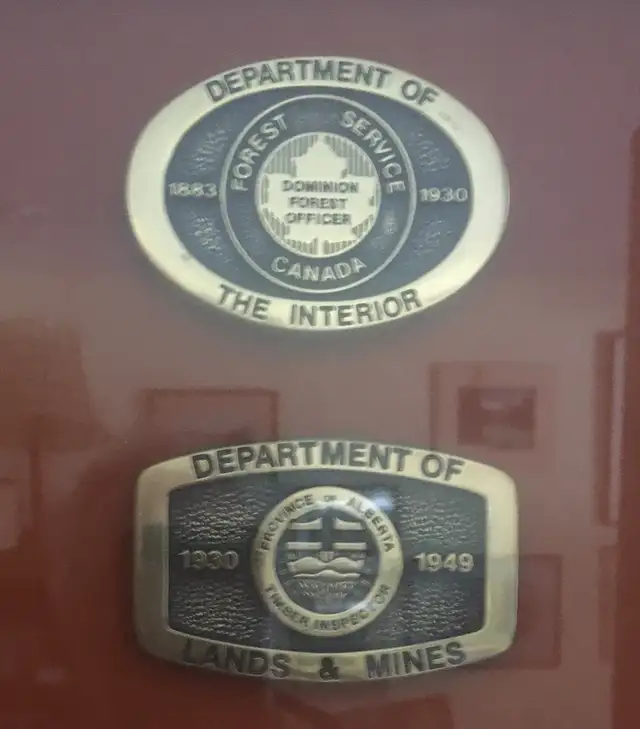 DEPARTMENT OF
FOREST SERVICE
1883
DOMINION
FOREST
OFFICER
1930
CANADA
THE INTERIOR
DEPARTMENT OF
PROVINCE OF ALBERTA
1930
1949
TIMBER INSPECTOR
LANDS & MINES